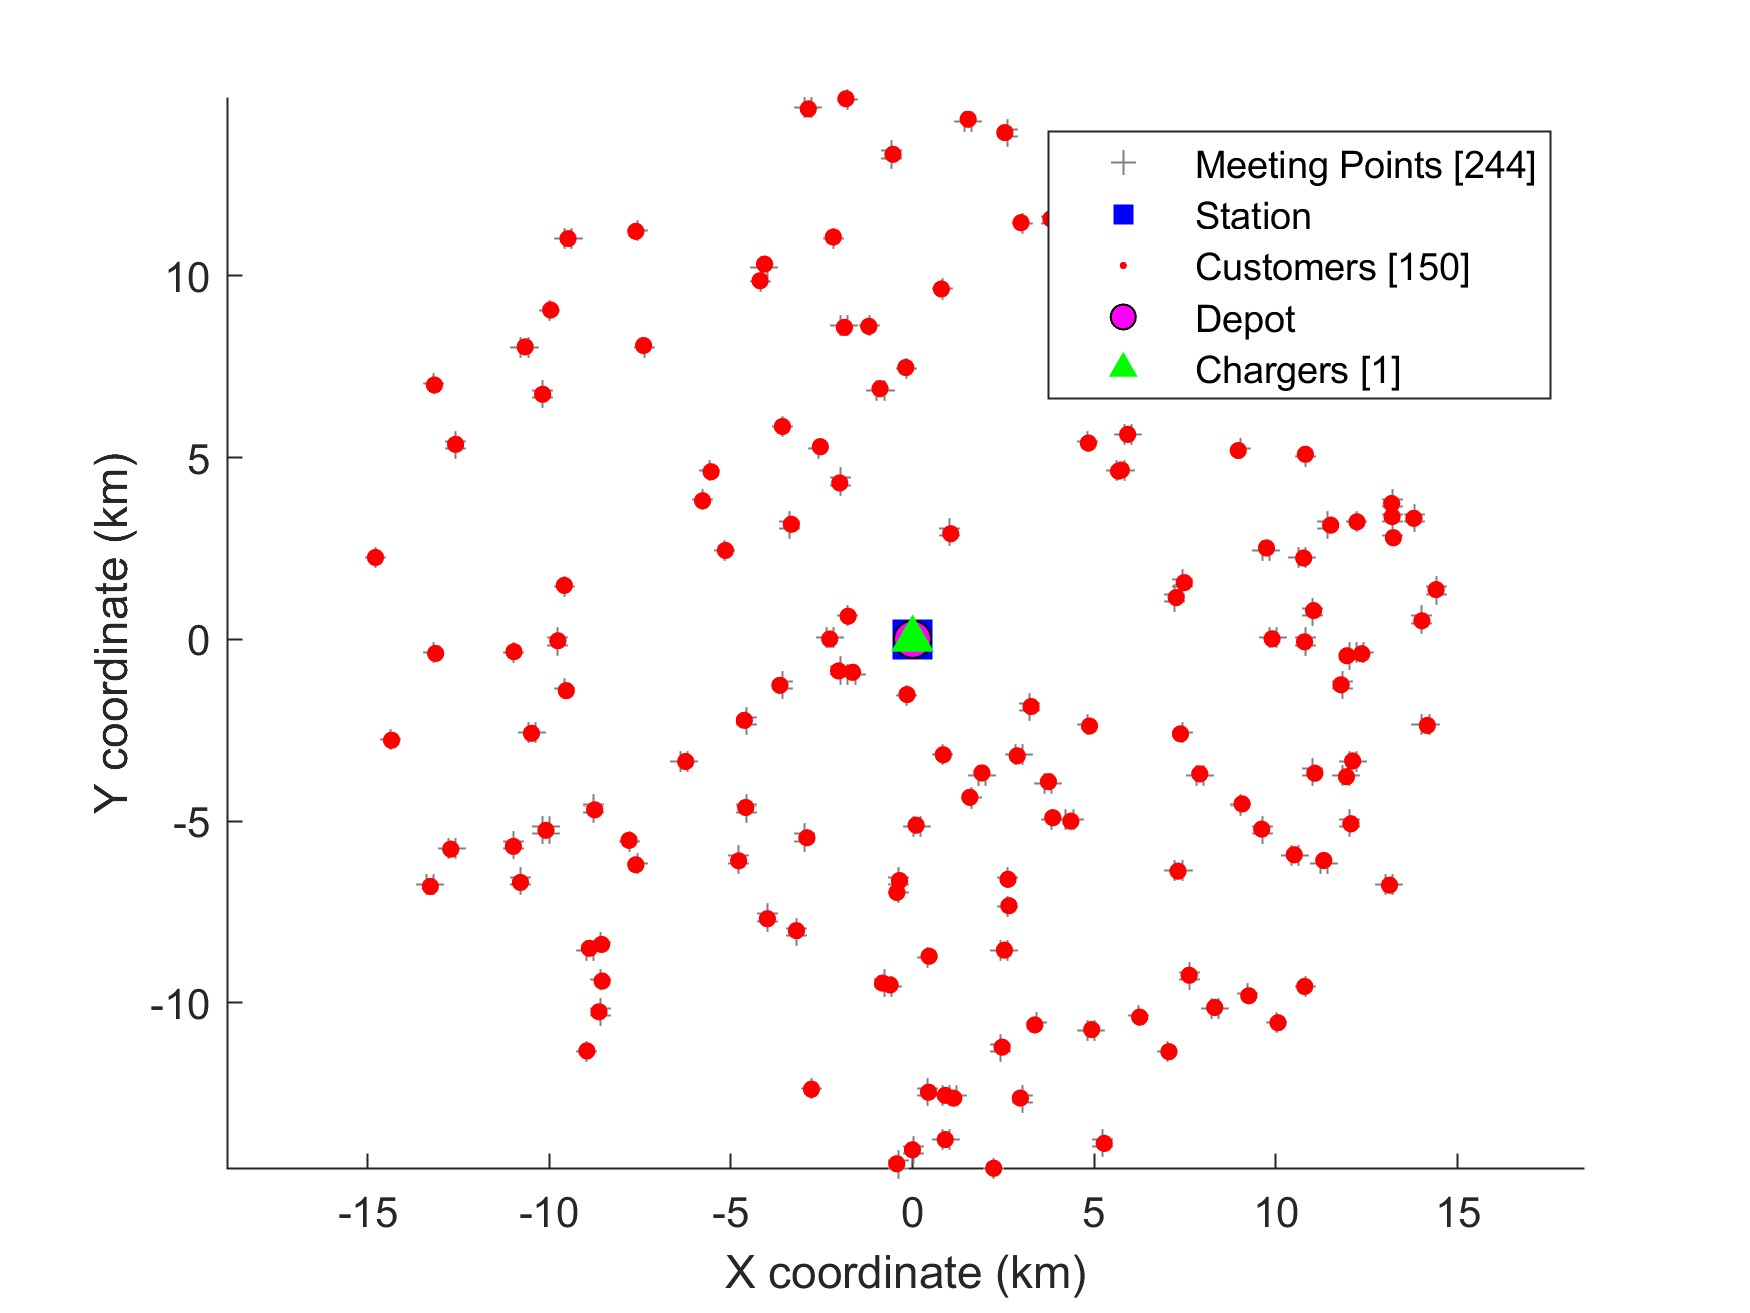 Meeting Points [244]
Station
Customers [150]
Depot
Chargers [1]
10
5
0
-5
-10
Y coordinate (km)
-15
-10
-5
0
5
10
15
X coordinate (km)